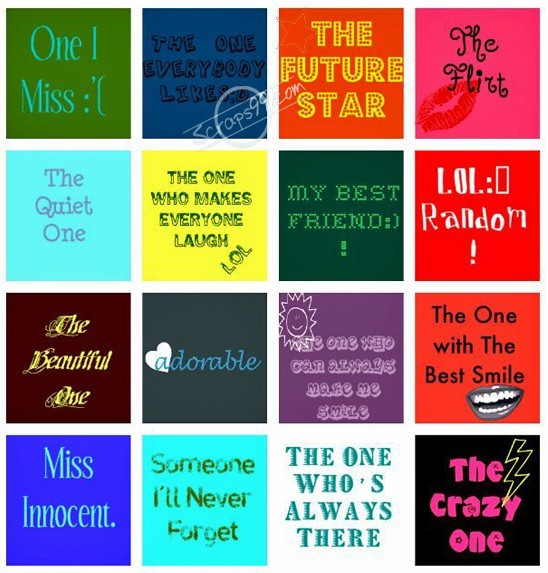 One I
Miss :'(
THE ONE
EVERYBODY
LIKES:D
THE
FUTURE
STAR
The
Flirt
Scraps99.com
The
Quiet
One
THE ONE
WHO MAKES
EVERYONE
LAUGH
LOL
MY BEST
FRIEND:)
!
LOL:
Random
!
The
Beautiful
One
adorable
The one who
can always
make me
smile
The One
with The
Best Smile
Miss
Innocent.
Someone
I'll Never
Forget
THE ONE
WHO'S
ALWAYS
THERE
The
Crazy
One